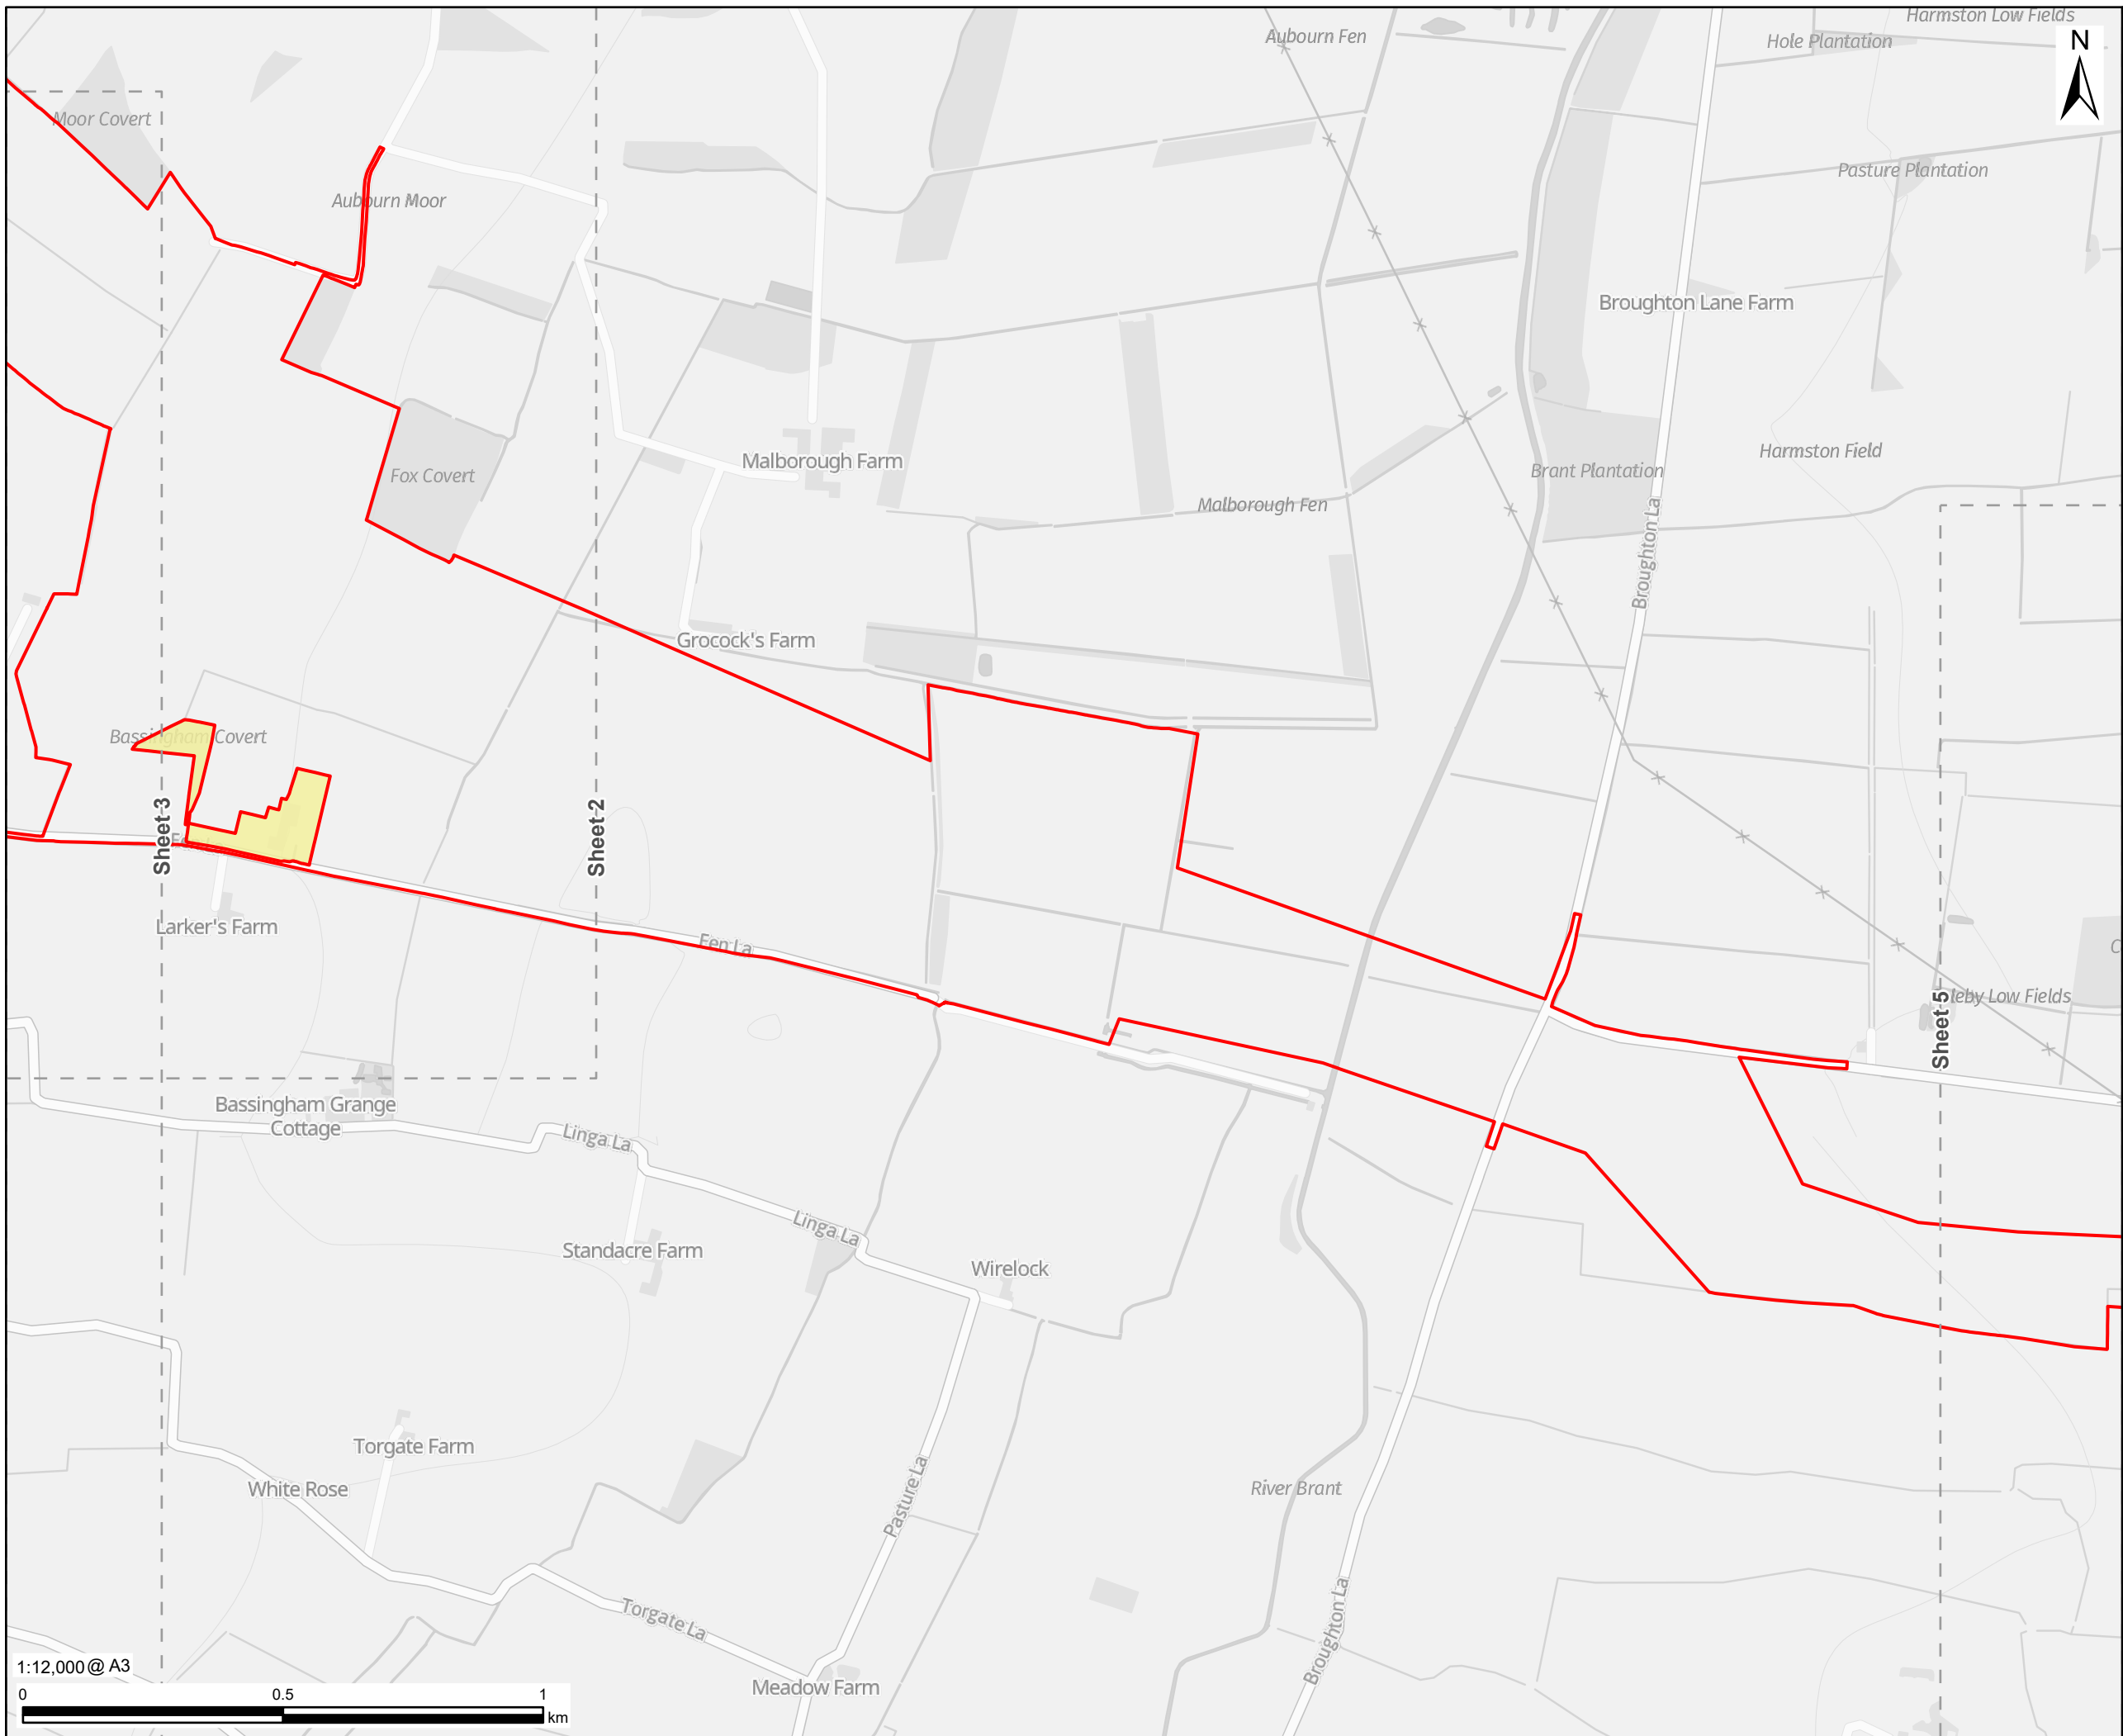 Harmston Low Fields
Aubourn Fen
Hole Plantation
N
Moor Covert
Pasture Plantation
Aubourn Moor
Broughton Lane Farm
Harmston Field
Malborough Farm
Brant Plantation
Fox Covert
Malborough Fen
Broughton La
Grocock's Farm
Bassingham Covert
Sheet 3
Sheet 2
Larker's Farm
Fen La
leby Low Fields
Sheet 5
Bassingham Grange
Cottage
Linga La
Linga La
Standacre Farm
Wirelock
Torgate Farm
White Rose
Pasture La
River Brant
Torgate La
Broughton La
Meadow Farm
1:12,000 @ A3
0
0.5
1
km